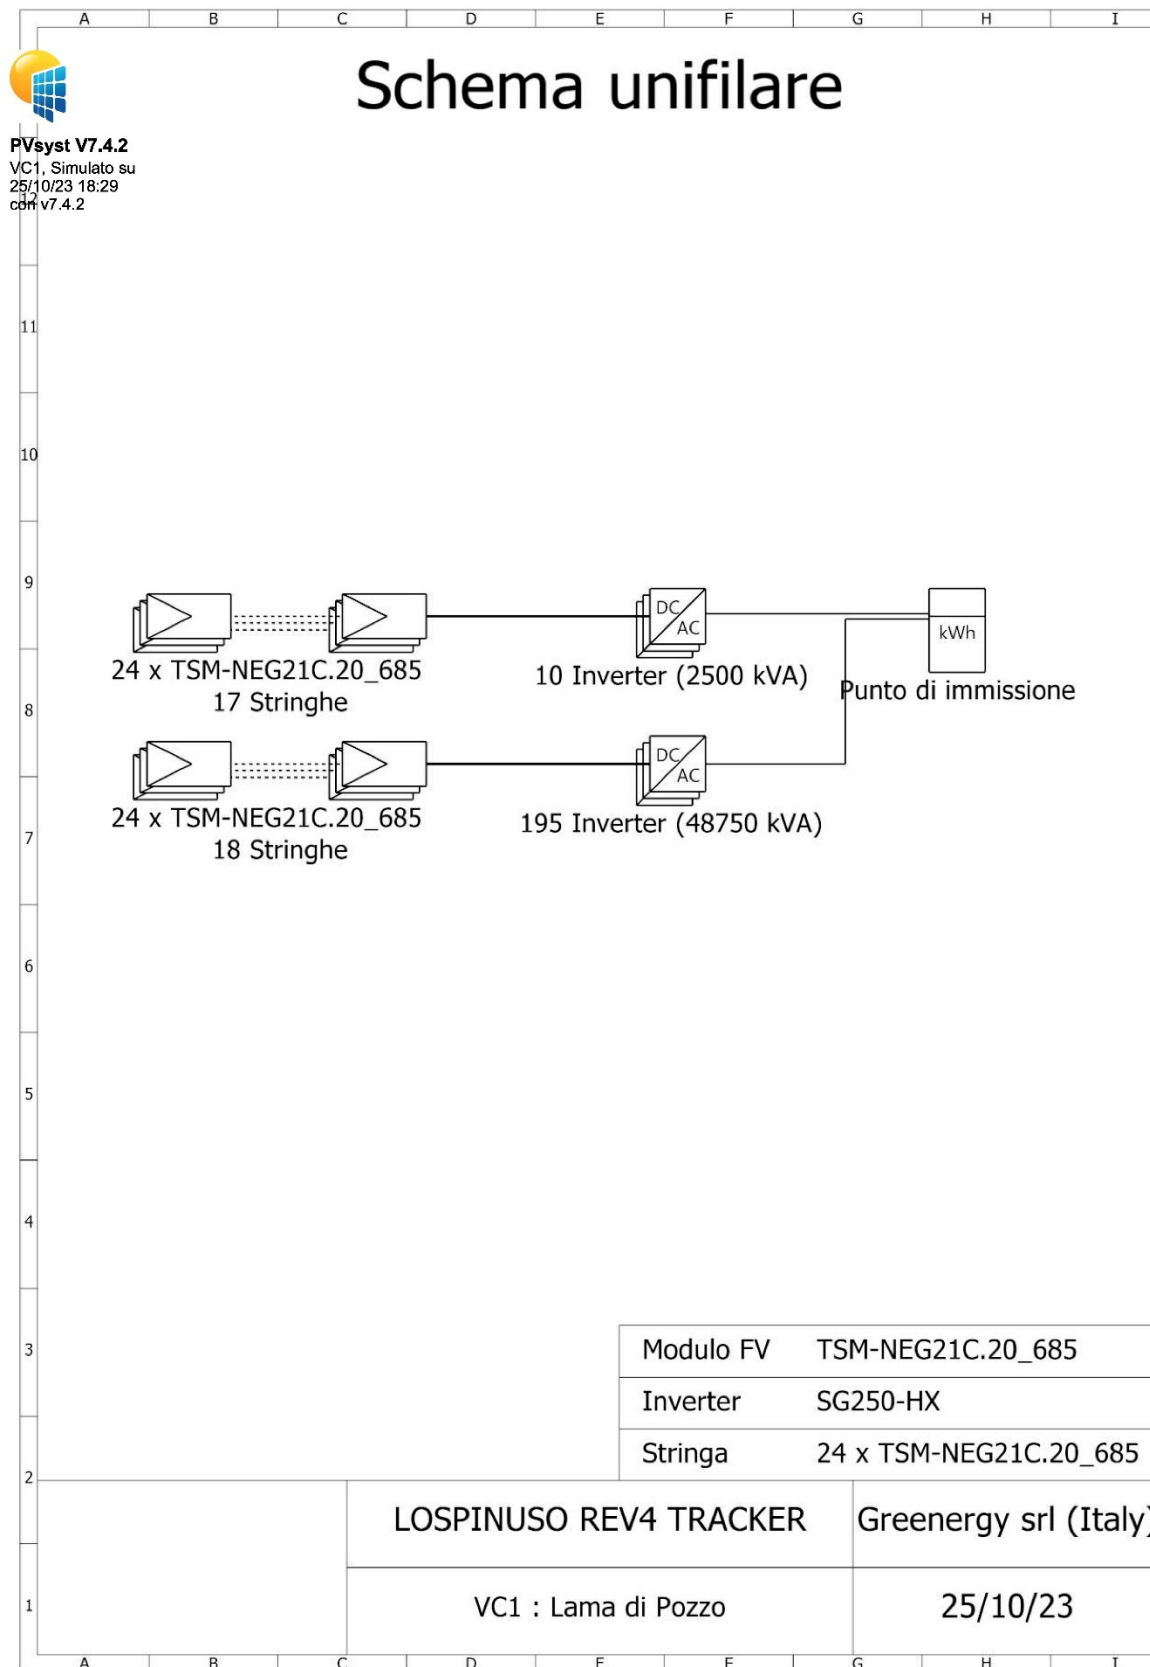 A B C D E F G H I
Schema unifilare
PVsyst V7.4.2
VC1, Simulato su
25/10/23 18:29
con v7.4.2
12
11
10
9
DC
AC
kWh
24 x TSM-NEG21C.20_685
10 Inverter (2500 kVA)
Punto di immissione
17 Stringhe
8
DC
AC
24 x TSM-NEG21C.20_685
195 Inverter (48750 kVA)
7
18 Stringhe
6
5
4
3
Modulo FV TSM-NEG21C.20_685
Inverter SG250-HX
Stringa 24 x TSM-NEG21C.20_685
2
LOSPINUSO REV4 TRACKER
Greenergy srl (Italy)
1
VC1 : Lama di Pozzo
25/10/23
A B C D E F G H I